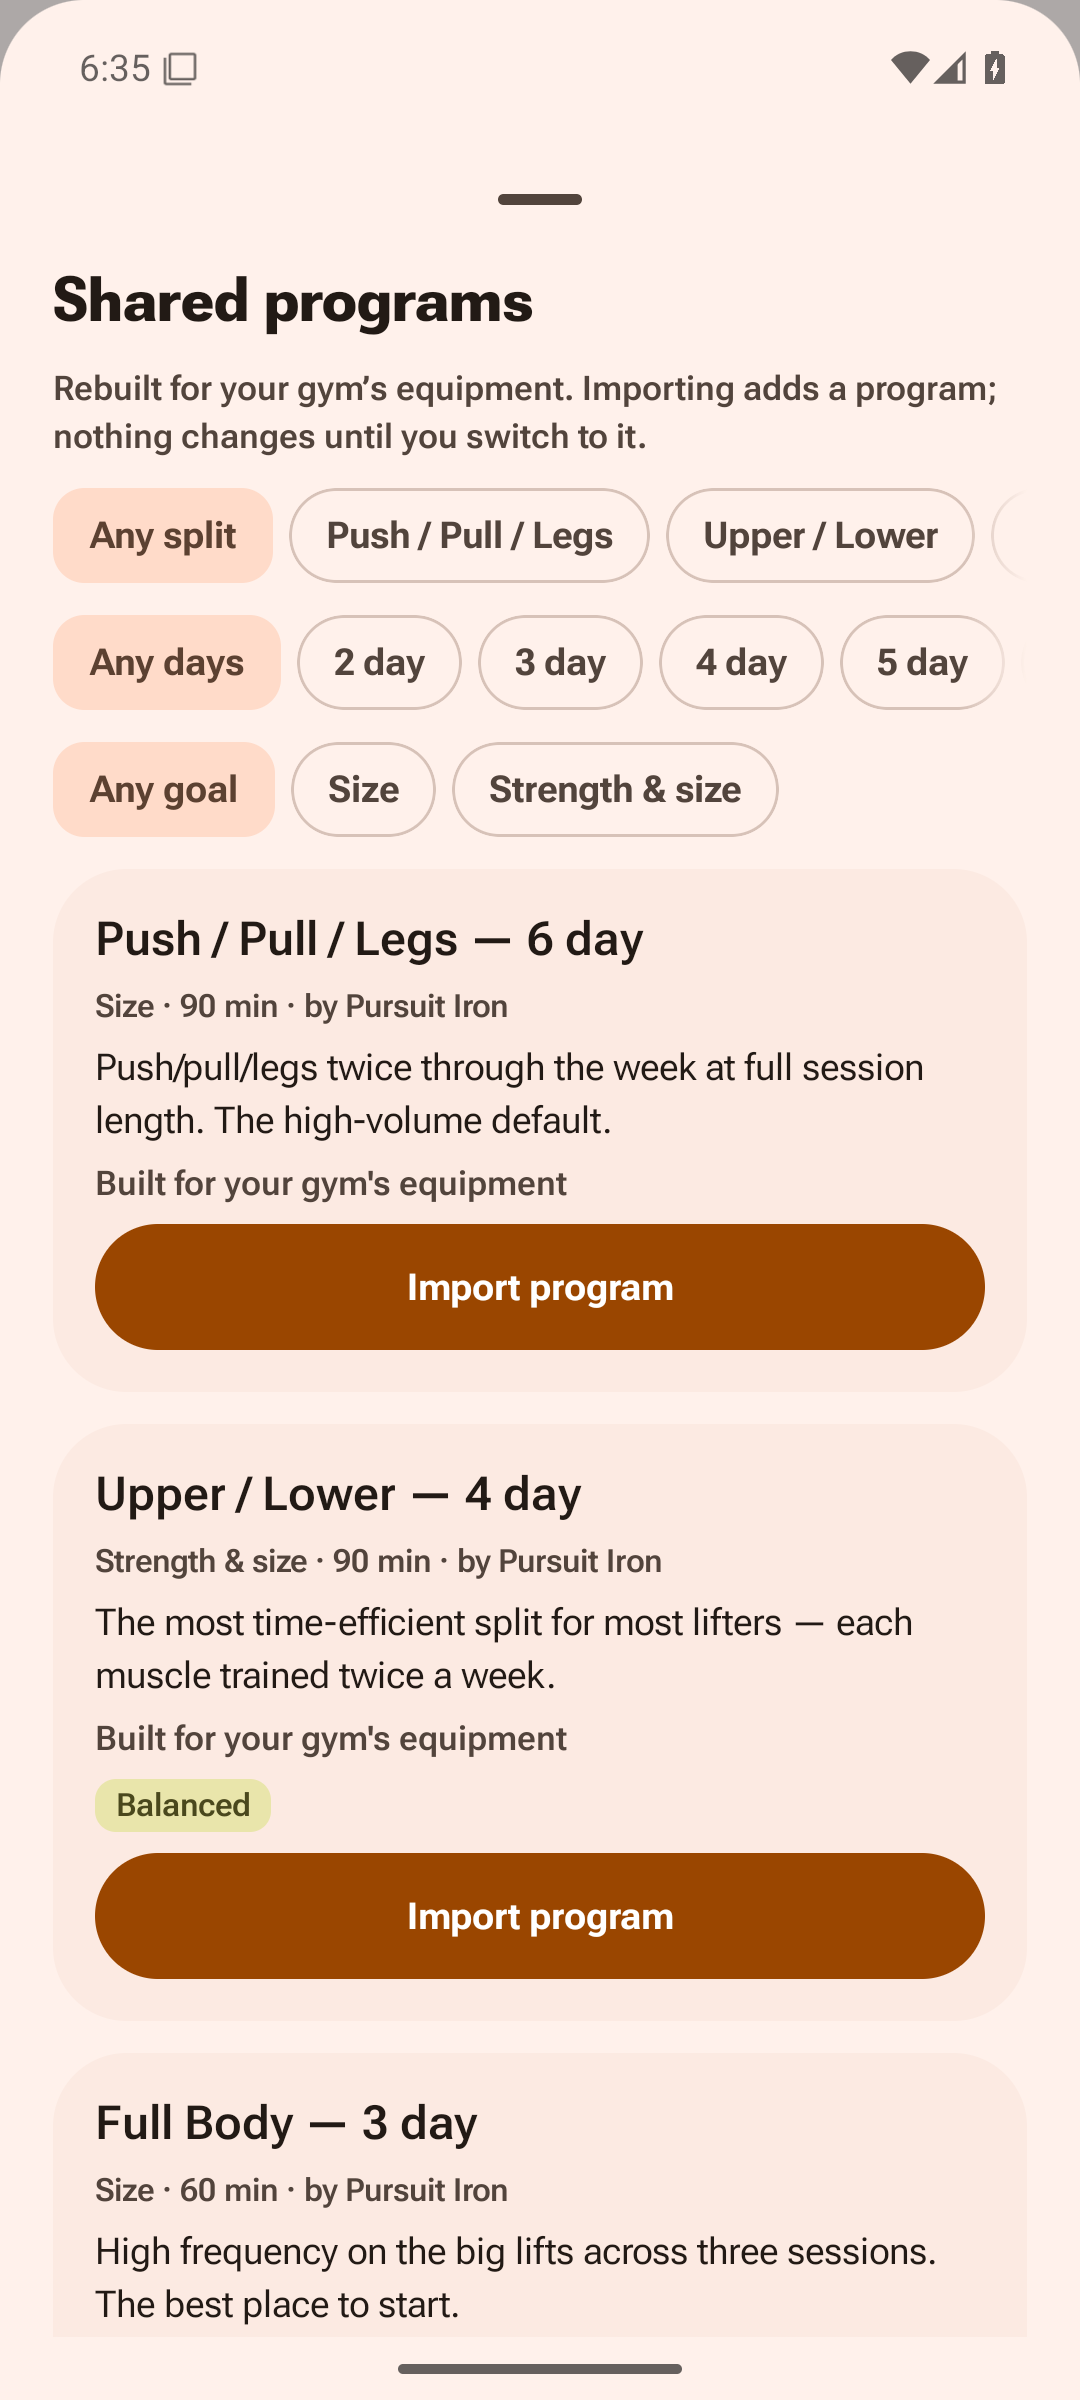 6:35
Shared programs
Rebuilt for your gym’s equipment. Importing adds a program;
nothing changes until you switch to it.
Any split
Push / Pull / Legs
Upper / Lower
Any days
2 day
3 day
4 day
5 day
Any goal
Size
Strength & size
Push / Pull / Legs — 6 day
Size · 90 min · by Pursuit Iron
Push/pull/legs twice through the week at full session
length. The high-volume default.
Built for your gym's equipment
Import program
Upper / Lower — 4 day
Strength & size · 90 min · by Pursuit Iron
The most time-efficient split for most lifters — each
muscle trained twice a week.
Built for your gym's equipment
Balanced
Import program
Full Body — 3 day
Size · 60 min · by Pursuit Iron
High frequency on the big lifts across three sessions.
The best place to start.